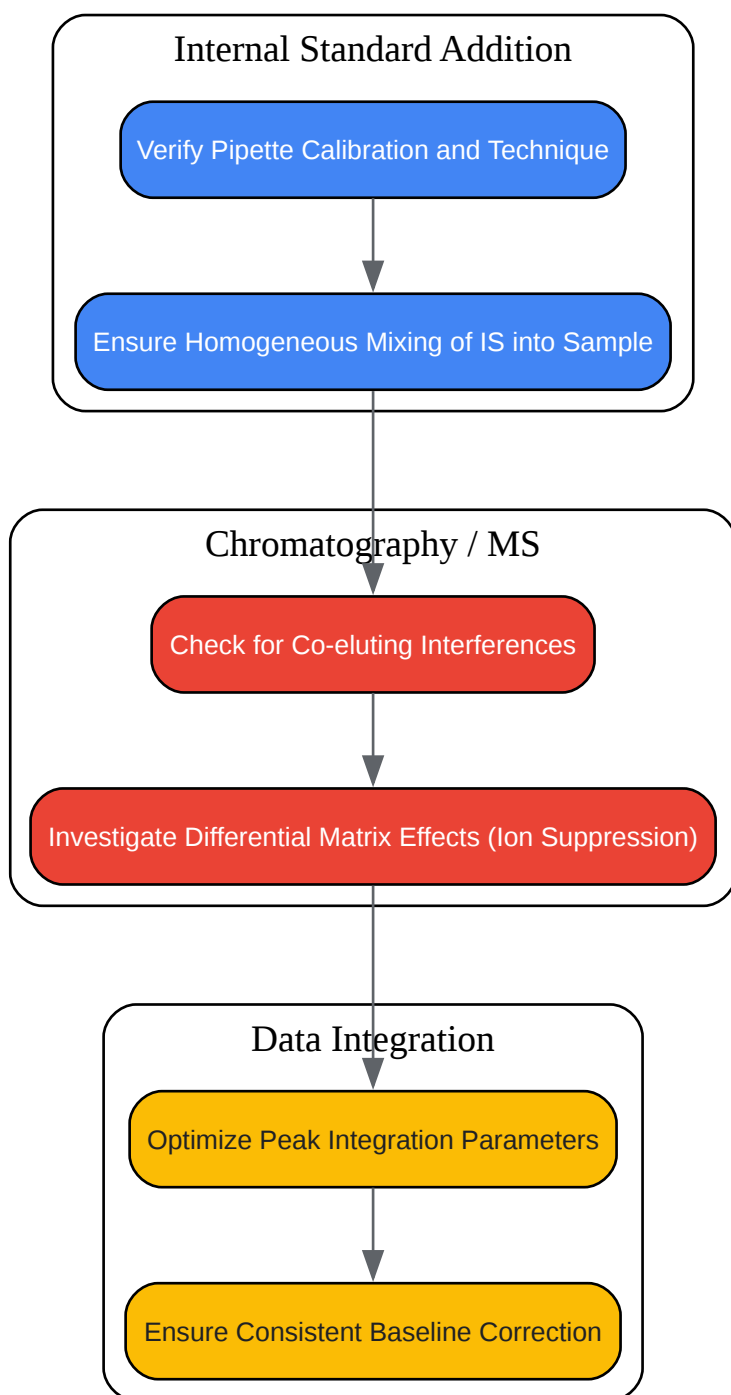 Internal Standard Addition
Verify Pipette Calibration and Technique
Ensure Homogeneous Mixing of IS into Sample
Chromatography / MS
Check for Co-eluting Interferences
Investigate Differential Matrix Effects (Ion Suppression)
Data Integration
Optimize Peak Integration Parameters
Ensure Consistent Baseline Correction